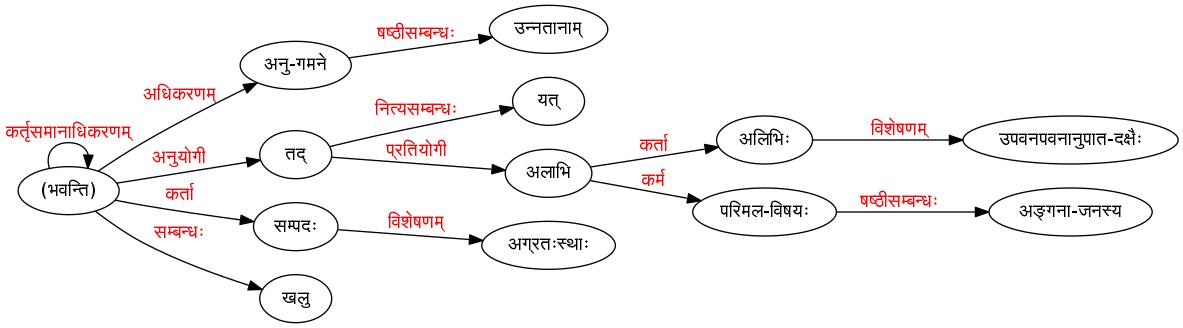 षष्ठीसम्बन्धः
उन्नतानाम्
अनु-गमने
अधिकरणम्
नित्यसम्बन्धः
यत्
कर्तृसमानाधिकरणम्
अनुयोगी
तद्
प्रतियोगी
अलाभि
कर्ता
अलिभिः
विशेषणम्
उपवनपवनानुपात-दक्षैः
(भवन्ति)
कर्ता
कर्म
परिमल-विषयः
षष्ठीसम्बन्धः
अङ्गना-जनस्य
सम्पदः
विशेषणम्
अग्रतःस्थाः
सम्बन्धः
खलु